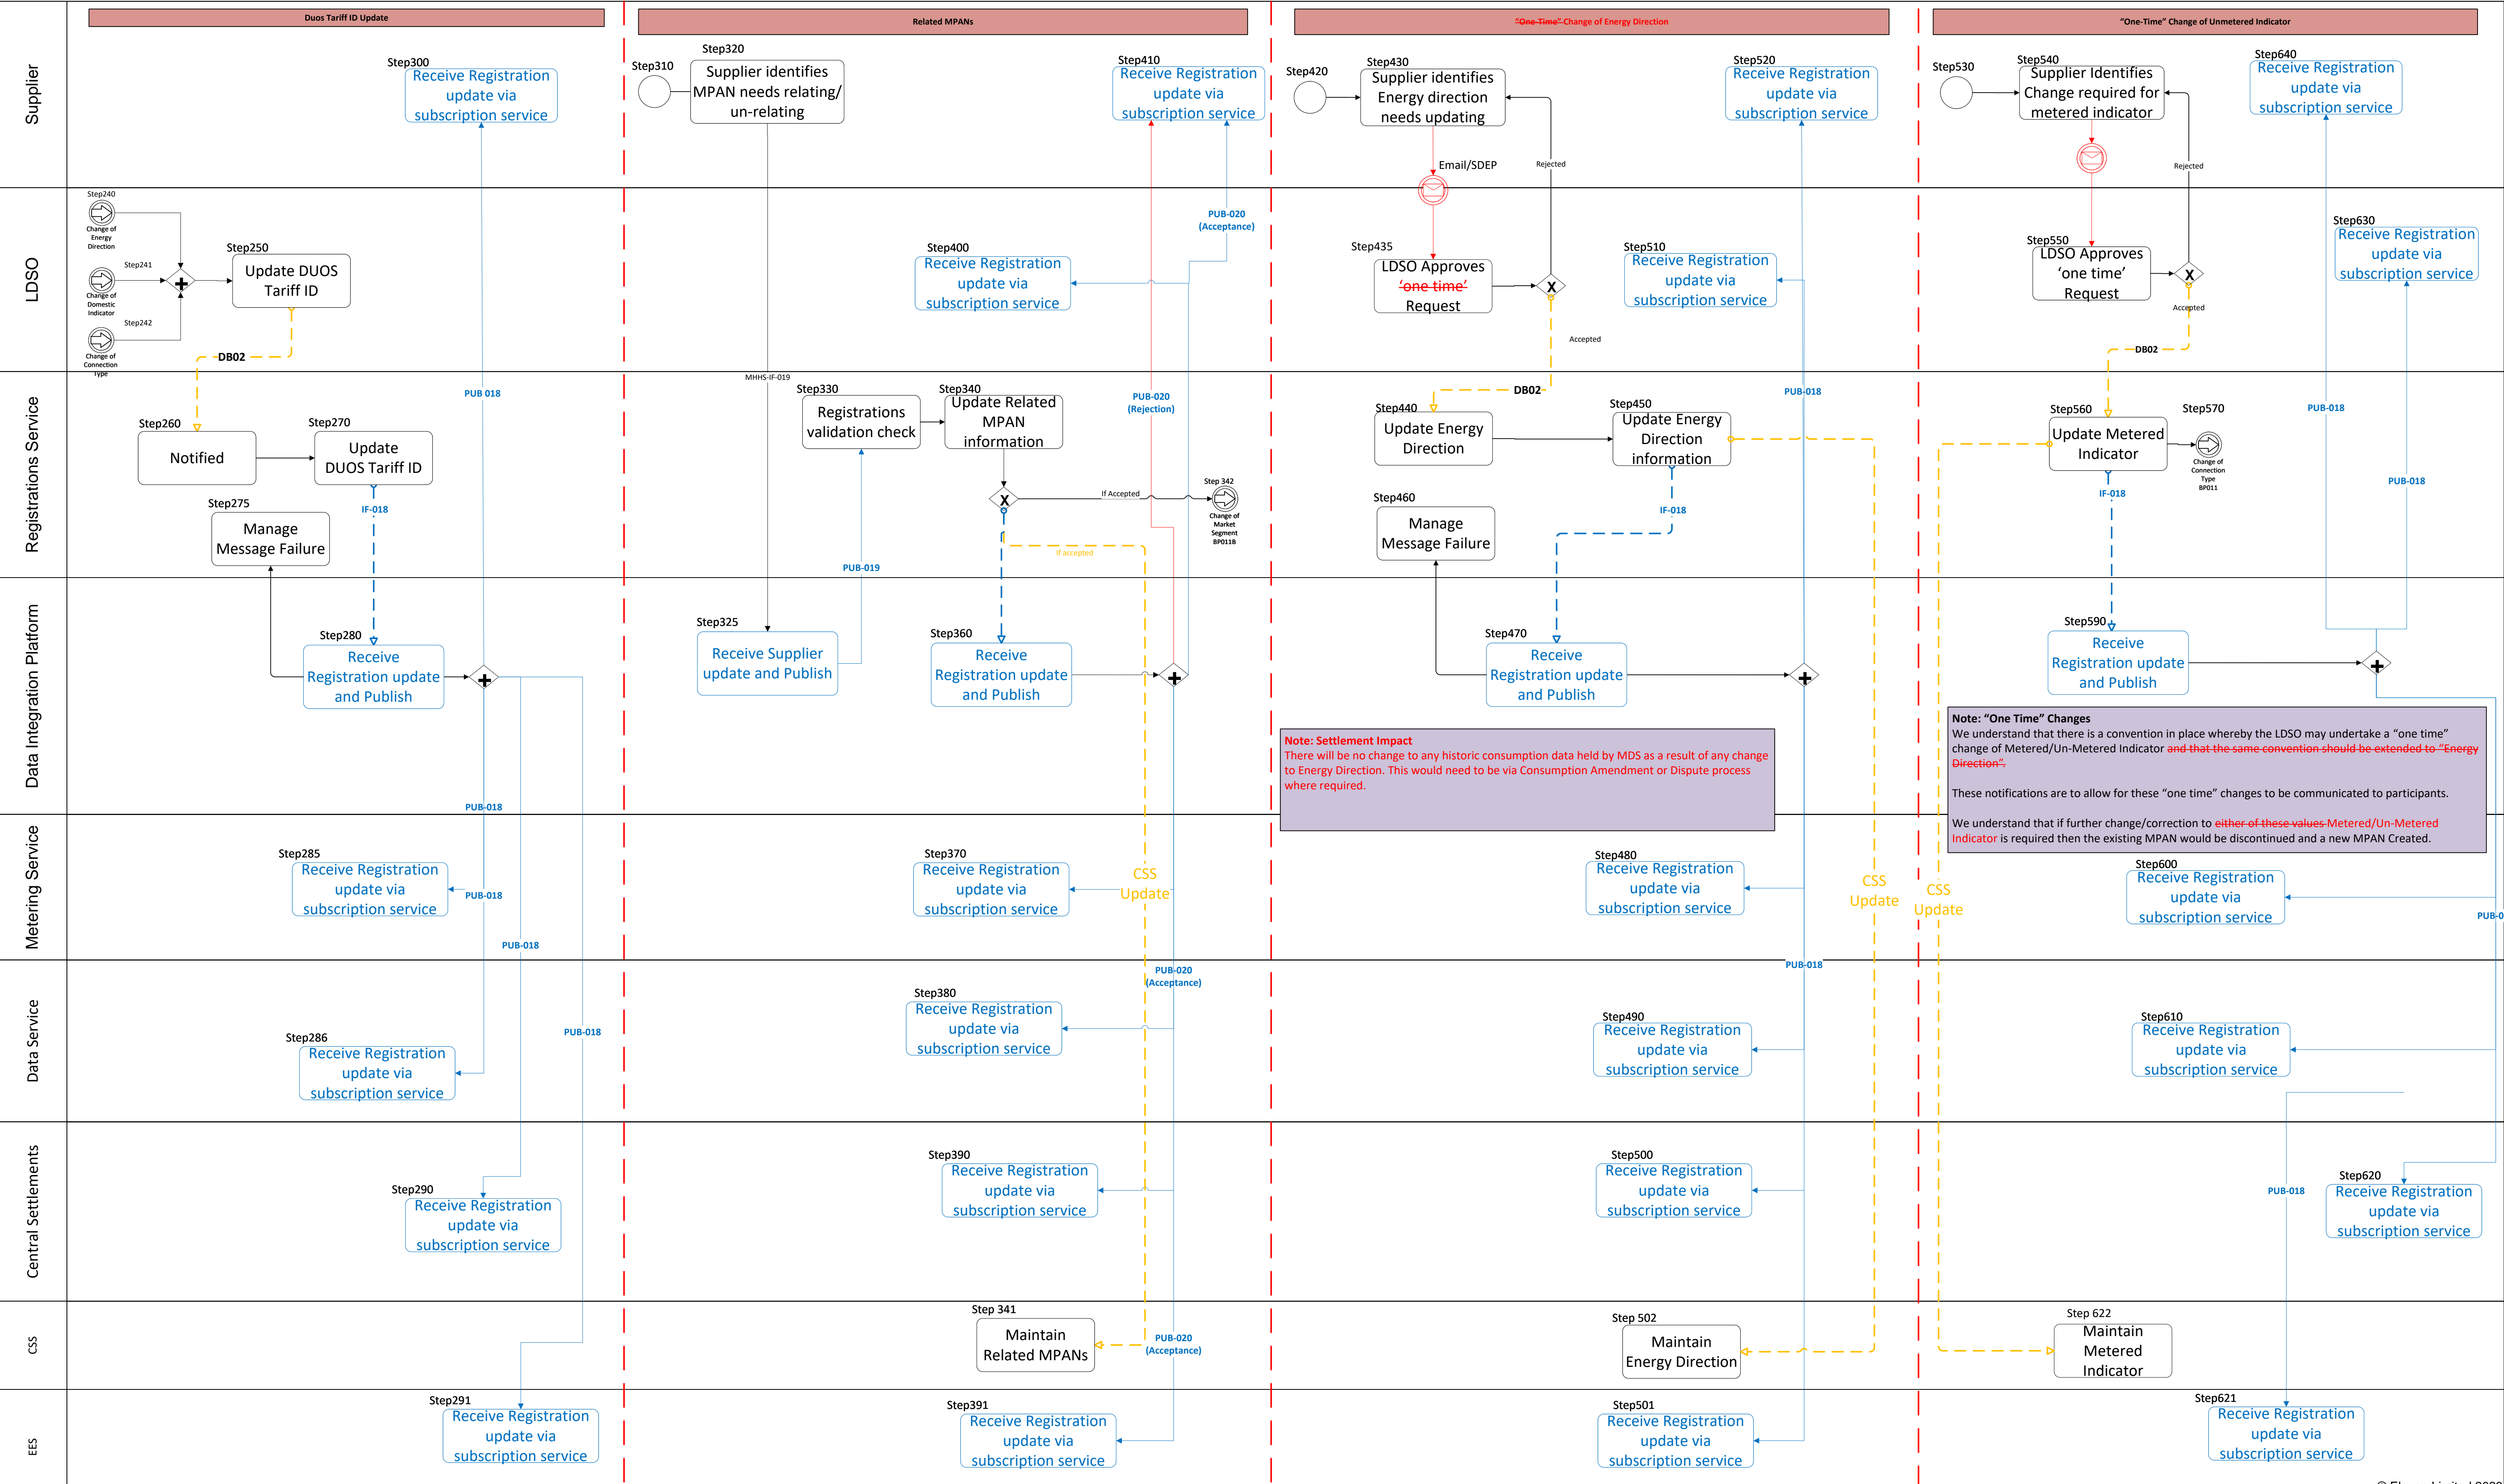 Duos Tariff ID Update
Related MPANs
"One-Time" Change of Energy Direction
"One-Time" Change of Unmetered Indicator
Supplier
LDSO
Registrations Service
Data Integration Platform
Metering Service
Data Service
Central Settlements
CSS
EES
Step300
Receive Registration
update via
subscription service
Step240
Change of
Energy
Direction
Step241
Change of
Domestic
Indicator
Step242
Change of
Connection
Type
Step250
Update DUOS
Tariff ID
DB02
PUB 018
Step260
Notified
Step270
Update
DUOS Tariff ID
IF-018
Step275
Manage
Message Failure
Step280
Receive
Registration update
and Publish
PUB-018
Step285
Receive Registration
update via
subscription service
PUB-018
PUB-018
Step286
Receive Registration
update via
subscription service
PUB-018
Step290
Receive Registration
update via
subscription service
Step291
Receive Registration
update via
subscription service
Step310
Step320
Supplier identifies
MPAN needs relating/
un-relating
Step410
Receive Registration
update via
subscription service
PUB-020
(Acceptance)
Step400
Receive Registration
update via
subscription service
MHHS-IF-019
Step330
Registrations
validation check
Step340
Update Related
MPAN
information
PUB-020
(Rejection)
X
If Accepted
Step 342
Change of
Market
Segment
BP011B
If accepted
PUB-019
Step325
Receive Supplier
update and Publish
Step360
Receive
Registration update
and Publish
Step370
Receive Registration
update via
subscription service
CSS
Update
PUB-020
(Acceptance)
Step380
Receive Registration
update via
subscription service
Step390
Receive Registration
update via
subscription service
Step 341
Maintain
Related MPANs
PUB-020
(Acceptance)
Step391
Receive Registration
update via
subscription service
Step420
Step430
Supplier identifies
Energy direction
needs updating
Step520
Receive Registration
update via
subscription service
Email/SDEP
Rejected
Step435
LDSO Approves
'one time'
Request
X
Accepted
Step510
Receive Registration
update via
subscription service
DB02
PUB-018
Step440
Update Energy
Direction
Step450
Update Energy
Direction
information
IF-018
Step460
Manage
Message Failure
Step470
Receive
Registration update
and Publish
Note: Settlement Impact
There will be no change to any historic consumption data held by MDS as a result of any change
to Energy Direction. This would need to be via Consumption Amendment or Dispute process
where required.
Step480
Receive Registration
update via
subscription service
CSS
Update
PUB-018
Step490
Receive Registration
update via
subscription service
Step500
Receive Registration
update via
subscription service
Step 502
Maintain
Energy Direction
Step501
Receive Registration
update via
subscription service
Step530
Step540
Supplier Identifies
Change required for
metered indicator
Step640
Receive Registration
update via
subscription service
Rejected
Step550
LDSO Approves
'one time'
Request
X
Accepted
Step630
Receive Registration
update via
subscription service
DB02
Step560
Update Metered
Indicator
Step570
Change of
Connection
Type
BP011
PUB-018
PUB-018
IF-018
Step590
Receive
Registration update
and Publish
Note: "One Time" Changes
We understand that there is a convention in place whereby the LDSO may undertake a "one time"
change of Metered/Un-Metered Indicator and that the same convention should be extended to "Energy
Direction".
These notifications are to allow for these "one time" changes to be communicated to participants.
We understand that if further change/correction to either of these values Metered/Un-Metered
Indicator is required then the existing MPAN would be discontinued and a new MPAN Created.
Step600
Receive Registration
update via
subscription service
CSS
Update
PUB-0
Step610
Receive Registration
update via
subscription service
PUB-018
Step620
Receive Registration
update via
subscription service
Step 622
Maintain
Metered
Indicator
Step621
Receive Registration
update via
subscription service